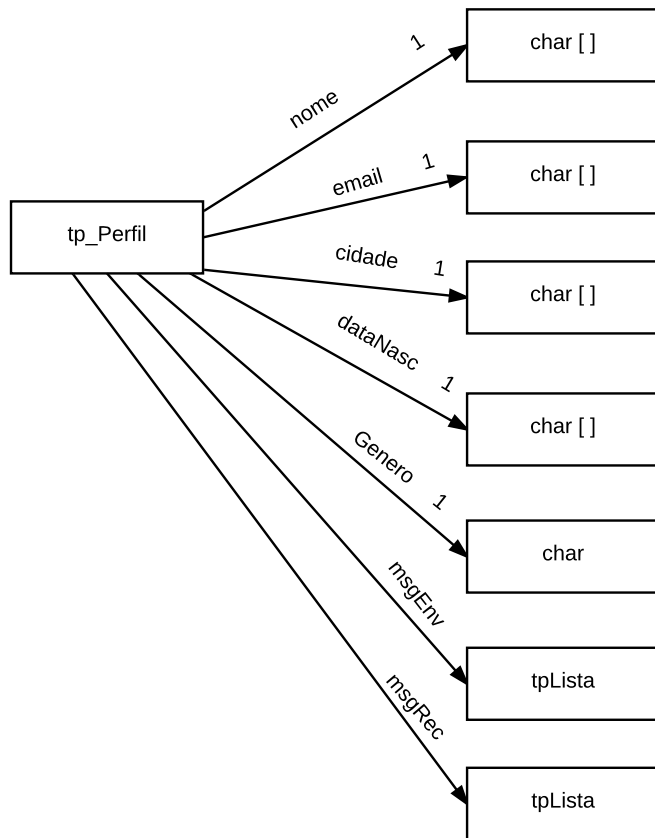 char [ ]
1
nome
char [ ]
1
email
tp_Perfil
cidade
1
char [ ]
dataNasc
1
char [ ]
Genero
1
char
msgEnv
tpLista
msgRec
tpLista